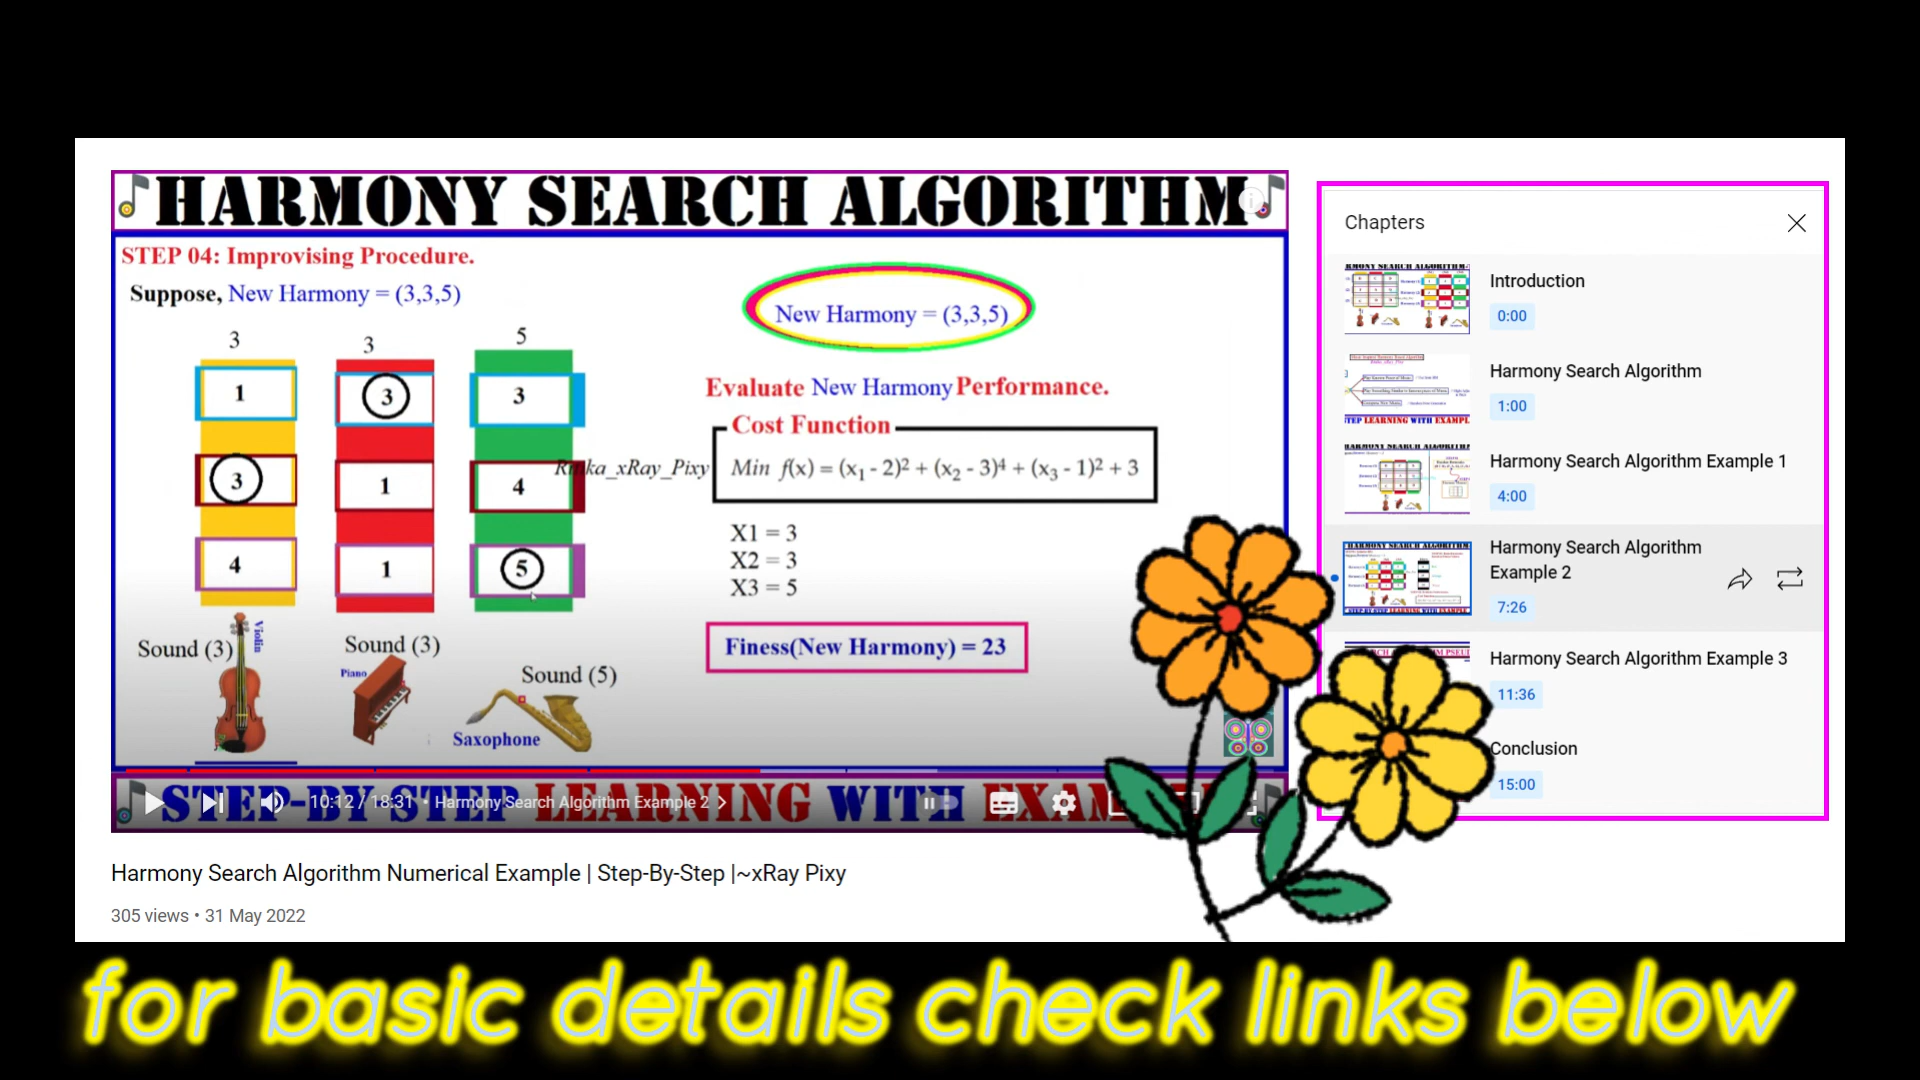 HARMONY SEARCH ALGORITHM
STEP 04: Improvising Procedure.
Suppose, New Harmony = (3,3,5)
3 3 5
1 3 3
3 1 4
4 1 5
Sound (3)
Violin
Sound (3)
Piano
Sound (5)
Saxophone
New Harmony = (3,3,5)
Evaluate New Harmony Performance.
Cost Function
Min f(x) = (x₁ - 2)² + (x₂ - 3)⁴ + (x₃ - 1)² + 3
X1 = 3
X2 = 3
X3 = 5
Finess(New Harmony) = 23
STEP-BY-STEP LEARNING WITH
10:12 / 18:31 • Harmony Search Algorithm Example 2
Harmony Search Algorithm Numerical Example | Step-By-Step |~xRay Pixy
305 views • 31 May 2022
Chapters
Introduction
0:00
Harmony Search Algorithm
1:00
Harmony Search Algorithm Example 1
4:00
Harmony Search Algorithm
Example 2
7:26
Harmony Search Algorithm Example 3
11:36
Conclusion
15:00
for basic details check links below